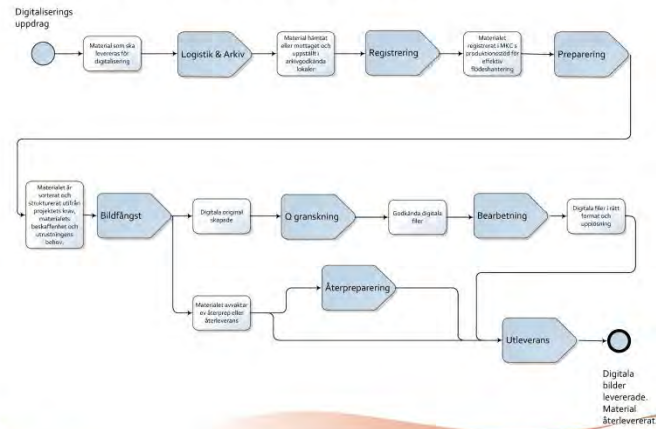 Digitaliserings
uppdrag
Material som ska
levereras för
digitalisering
Logistik & Arkiv
Material hämtat
eller mottaget och
uppställt i
arkivgodkända
lokaler
Registrering
Materialet
registrerat i MKC:s
produktionsstöd för
effektiv
flödeshantering
Preparering
Materialet är
sorterat och
strukturerat utifrån
projektets krav,
materialets
beskaffenhet och
utrustningens
behov.
Bildfångst
Digitala original
skapade
Q granskning
Godkända digitala
filer
Bearbetning
Digitala filer i rätt
format och
upplösning
Materialet avvaktar
ev återprep eller
återleverans
Återpreparering
Utleverans
Digitala
bilder
levererade.
Material
återlevererat.